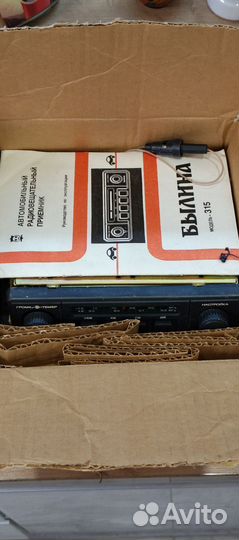 АВТОМОБИЛЬНЫЙ
РАДИОВЕЩАТЕЛЬНЫЙ
ПРИЕМНИК
Руководство по эксплуатации
БЫЛИНА
МОДЕЛЬ-315
ГРОМК ТЕМБР
НАСТРОЙКА
Avito